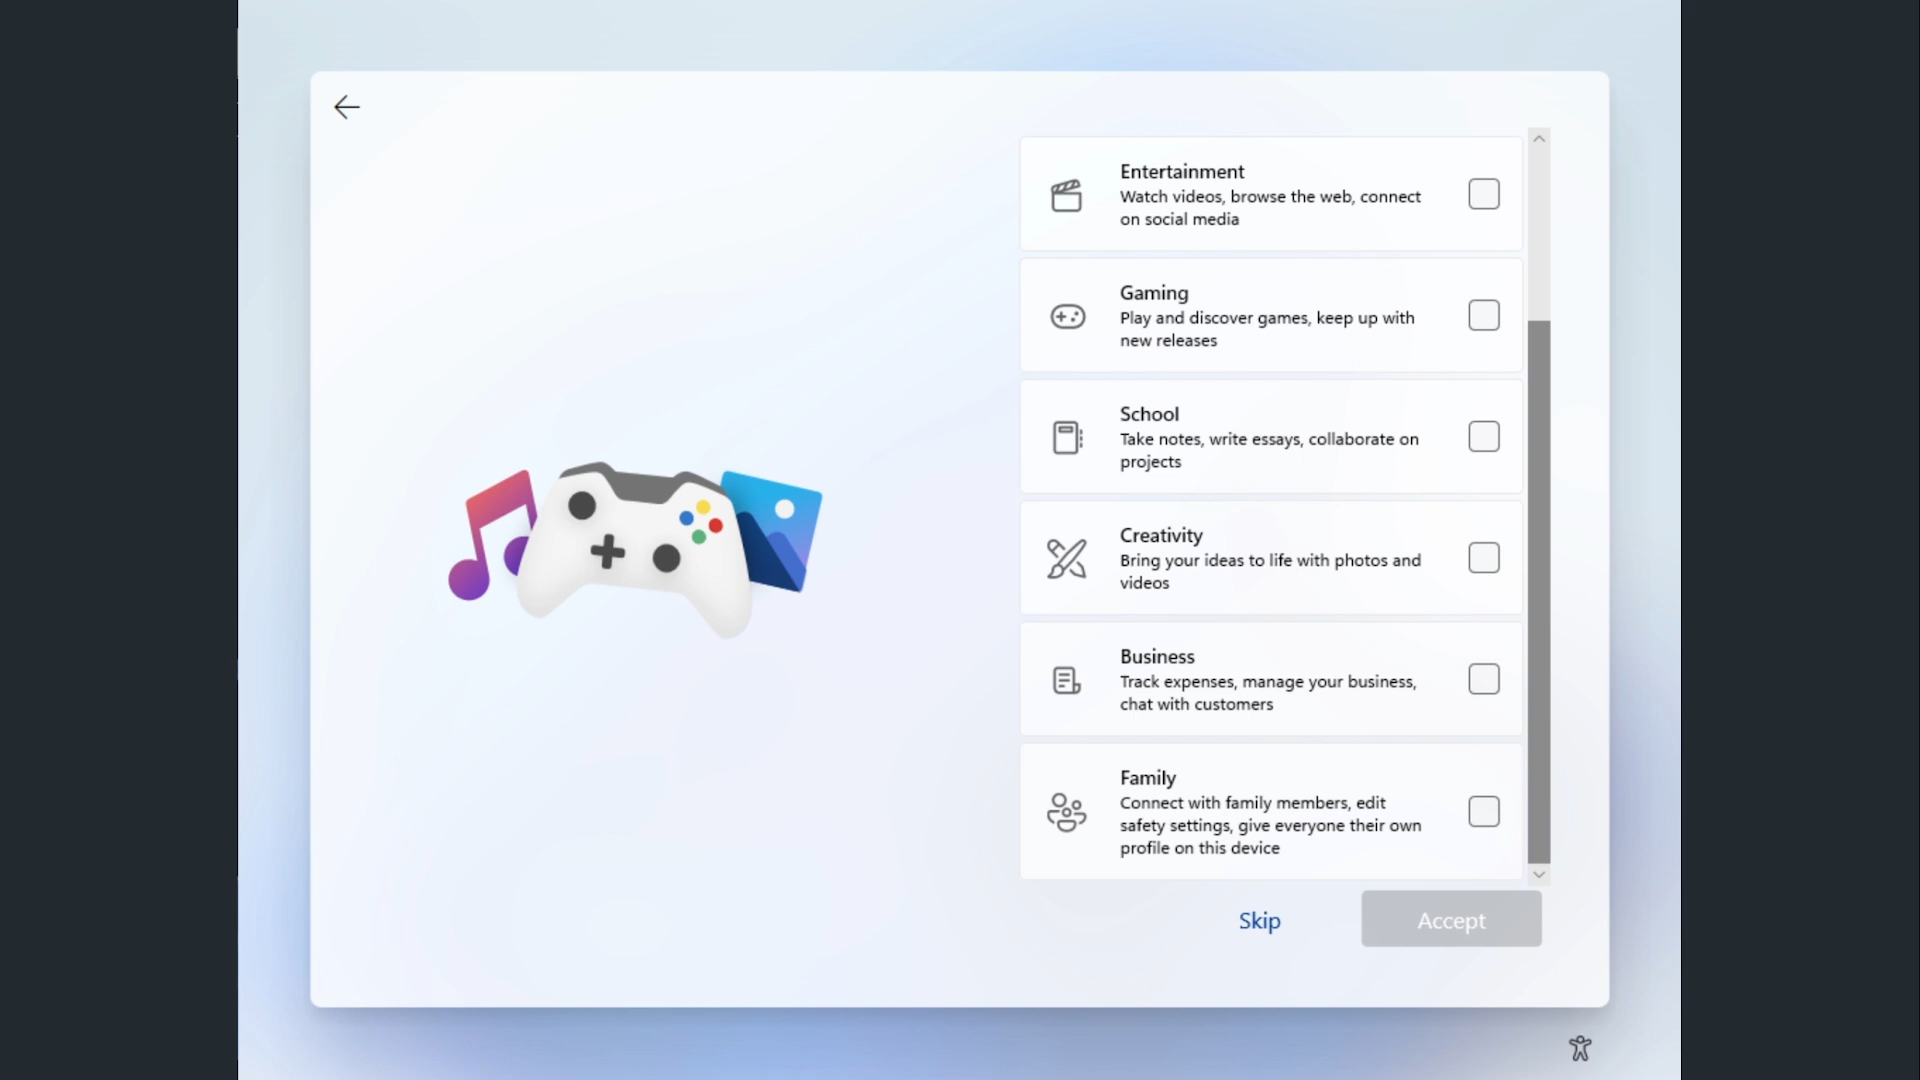 Entertainment
Watch videos, browse the web, connect
on social media
Gaming
Play and discover games, keep up with
new releases
School
Take notes, write essays, collaborate on
projects
Creativity
Bring your ideas to life with photos and
videos
Business
Track expenses, manage your business,
chat with customers
Family
Connect with family members, edit
safety settings, give everyone their own
profile on this device
Skip
Accept